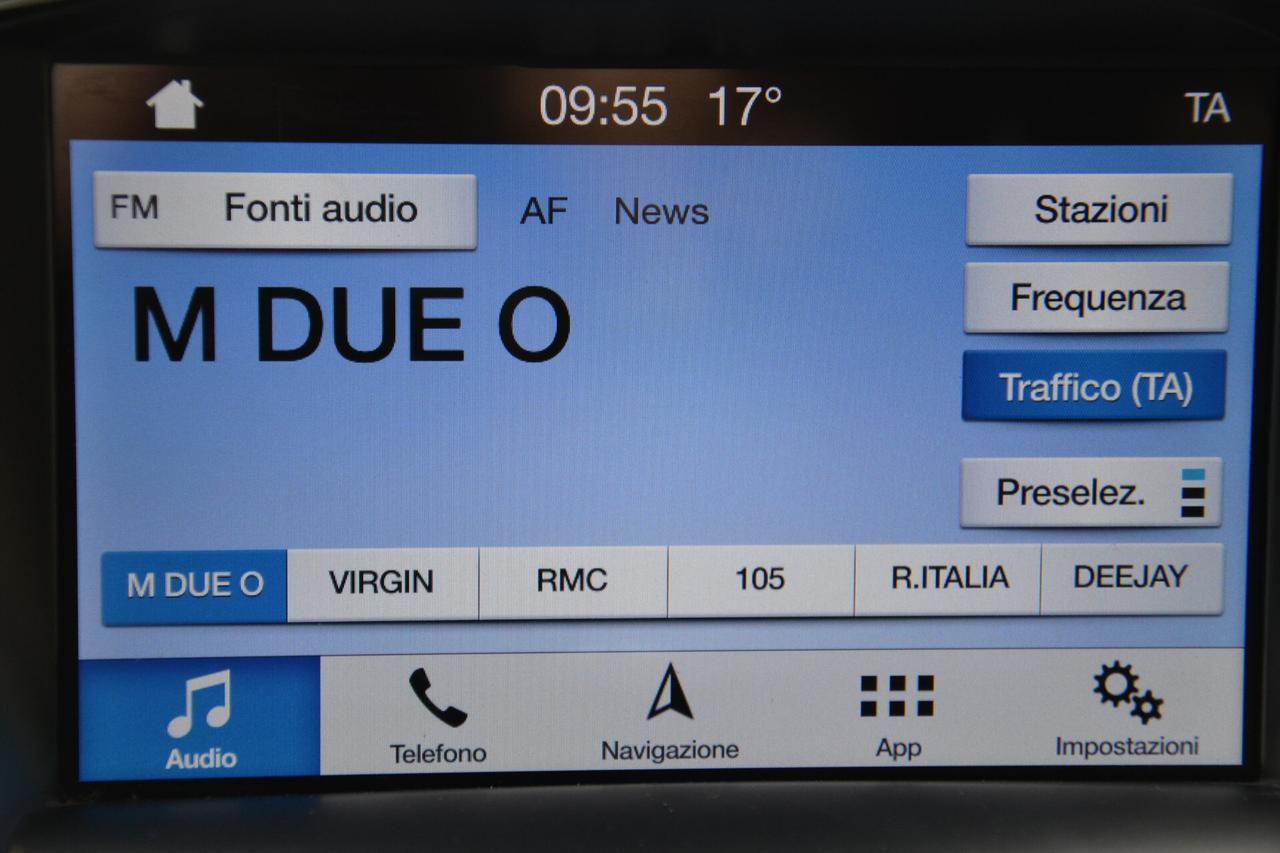 09:55 17° TA
FM Fonti audio AF News Stazioni
M DUE O
Frequenza
Traffico (TA)
Preselez.
M DUE O VIRGIN RMC 105 R.ITALIA DEEJAY
Audio Telefono Navigazione App Impostazioni